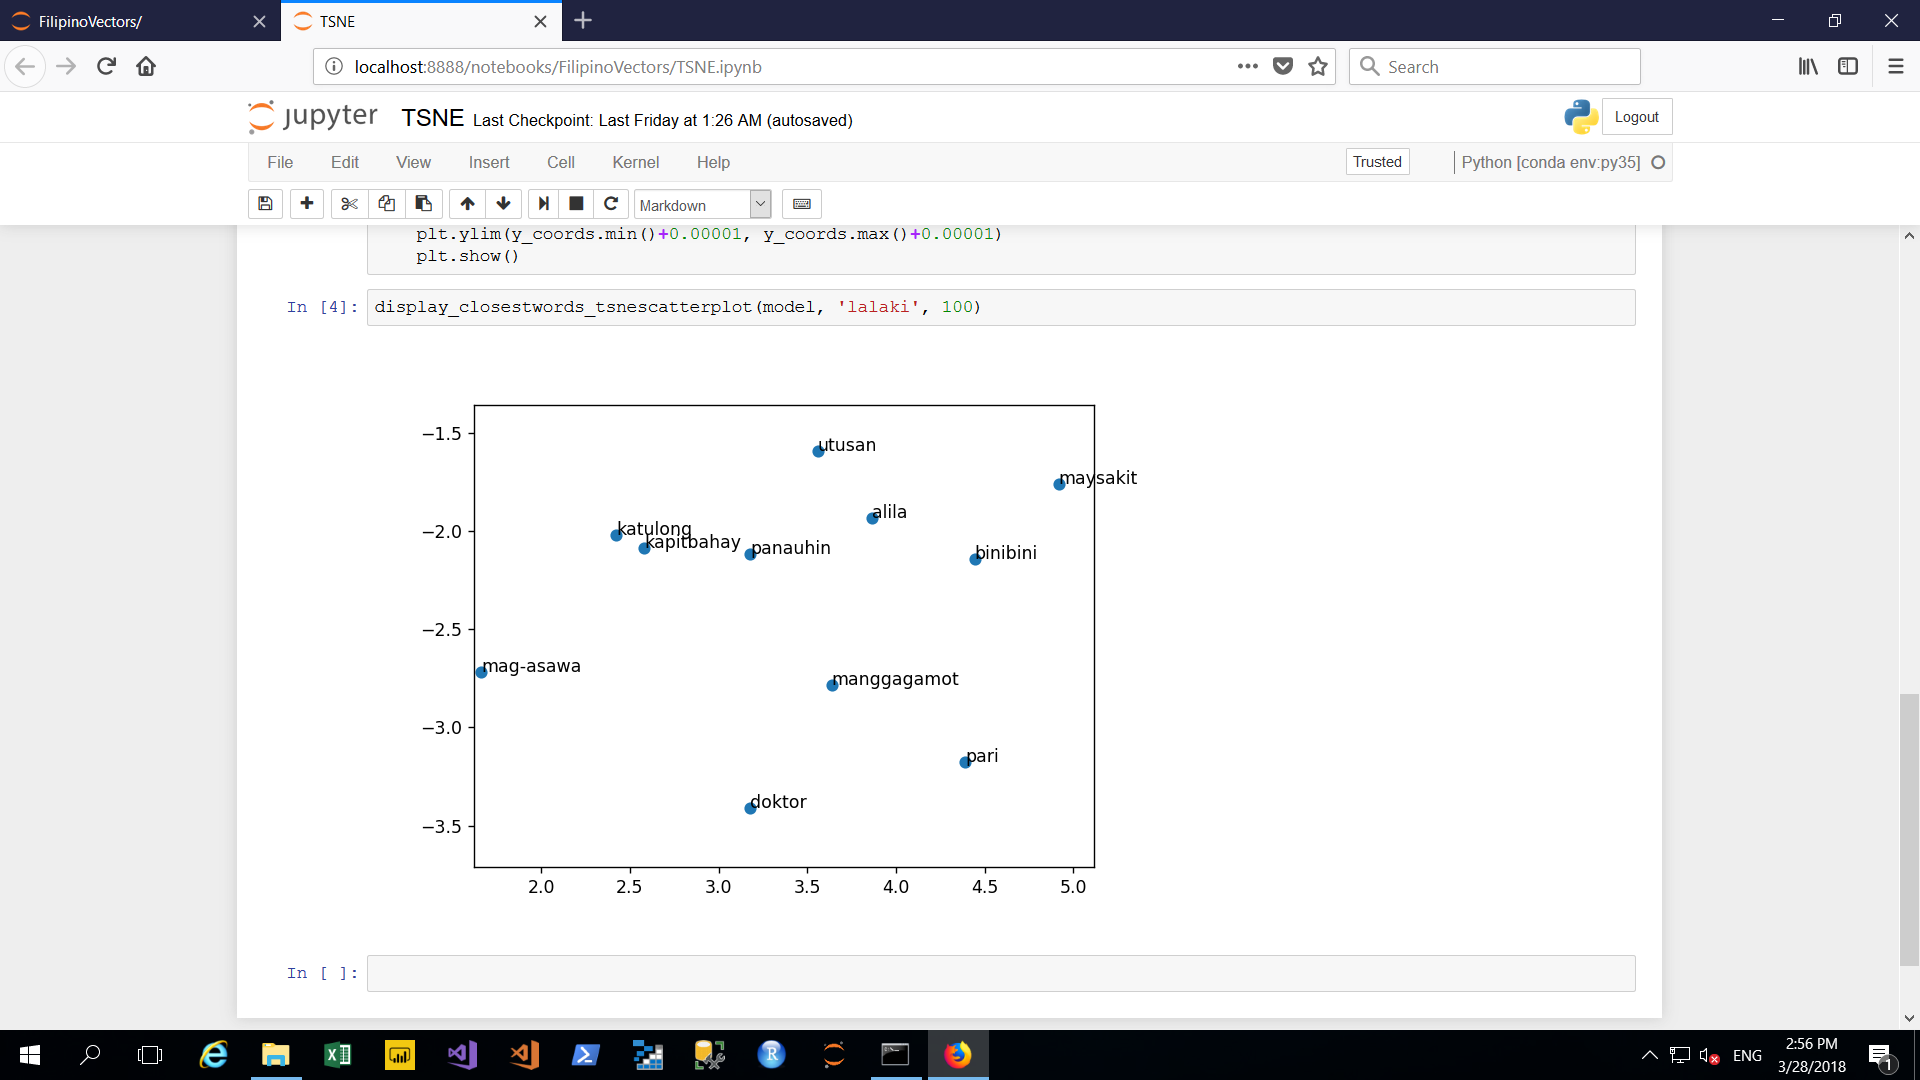 FilipinoVectors/
TSNE
localhost:8888/notebooks/FilipinoVectors/TSNE.ipynb
Search
jupyter TSNE Last Checkpoint: Last Friday at 1:26 AM (autosaved)
Logout
File Edit View Insert Cell Kernel Help
Trusted
Python [conda env:py35]
Markdown
plt.ylim(y_coords.min()+0.00001, y_coords.max()+0.00001)
plt.show()
In [4]: display_closestwords_tsnescatterplot(model, 'lalaki', 100)
−1.5
utusan
maysakit
alila
−2.0
katulong
kapitbahay
panauhin
binibini
−2.5
mag-asawa
manggagamot
−3.0
pari
doktor
−3.5
2.0 2.5 3.0 3.5 4.0 4.5 5.0
In [ ]:
ENG
2:56 PM
3/28/2018
1